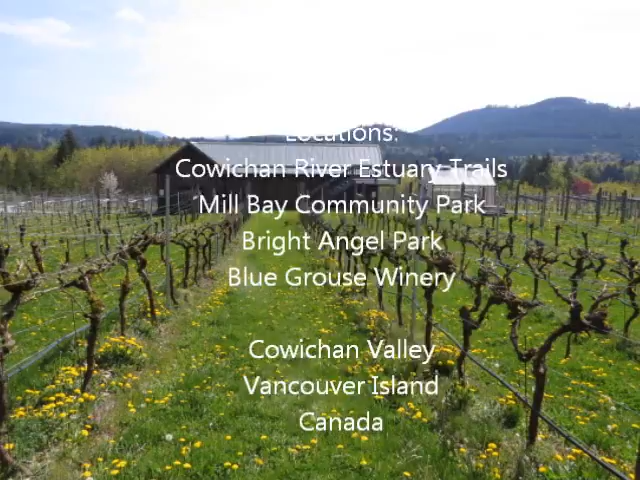 Locations:
Cowichan River Estuary Trails
Mill Bay Community Park
Bright Angel Park
Blue Grouse Winery
Cowichan Valley
Vancouver Island
Canada